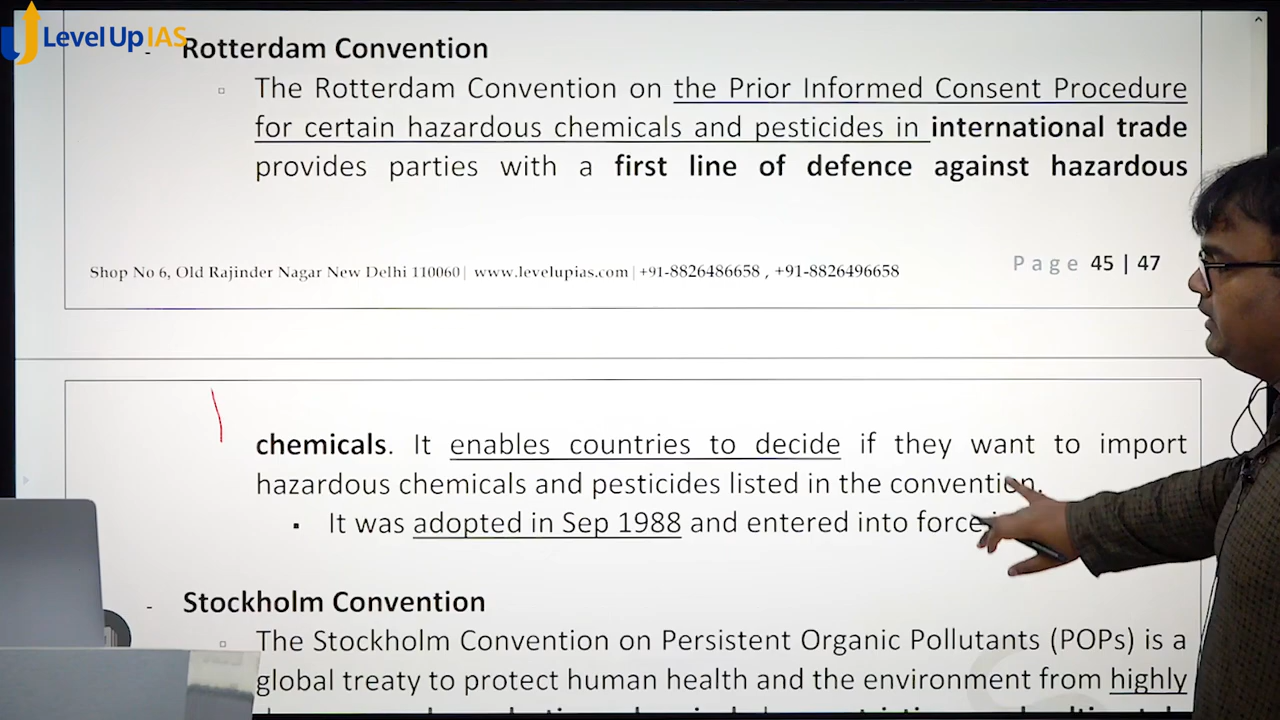 Level Up IAS
- Rotterdam Convention
The Rotterdam Convention on the Prior Informed Consent Procedure
for certain hazardous chemicals and pesticides in international trade
provides parties with a first line of defence against hazardous
Shop No 6, Old Rajinder Nagar New Delhi 110060| www.levelupias.com | +91-8826486658 , +91-8826496658
Page 45 | 47
chemicals. It enables countries to decide if they want to import
hazardous chemicals and pesticides listed in the convention.
▪ It was adopted in Sep 1988 and entered into force
- Stockholm Convention
The Stockholm Convention on Persistent Organic Pollutants (POPs) is a
global treaty to protect human health and the environment from highly